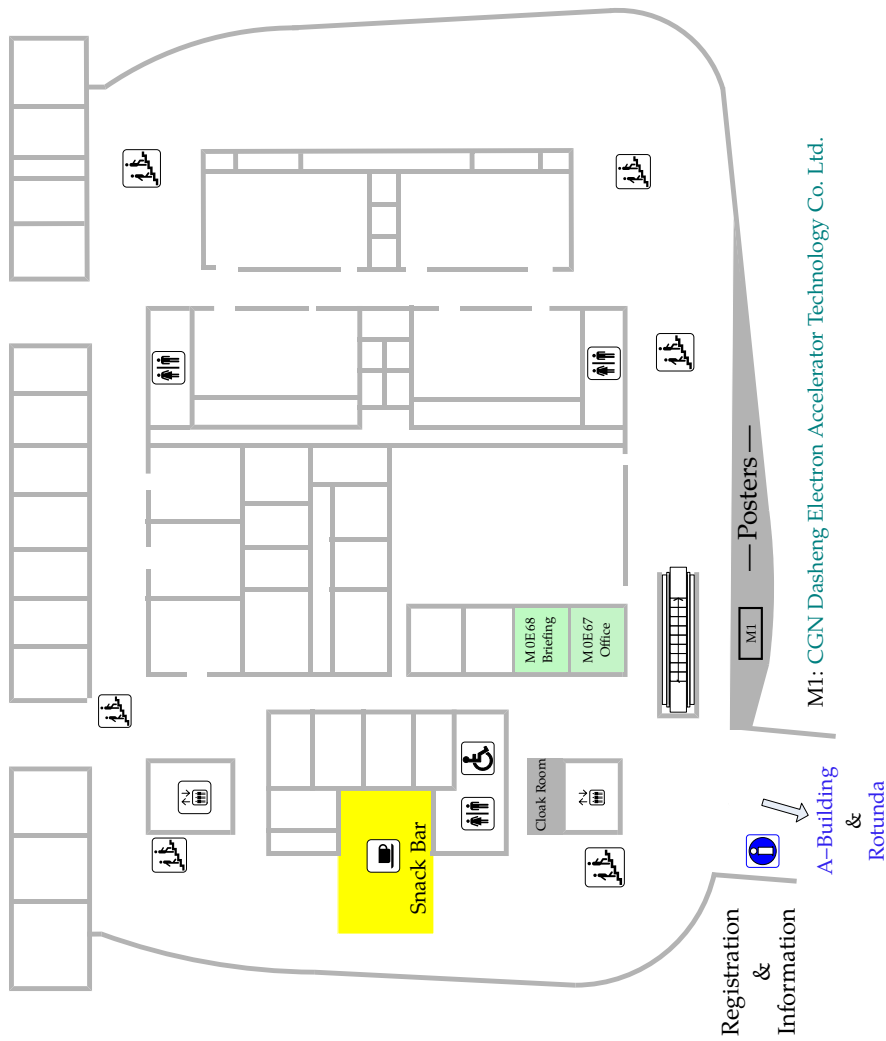 Registration
&
Information
A–Building
&
Rotunda
Snack Bar
Cloak Room
M0E68
Briefing
M0E67
Office
M1
—Posters—
M1: CGN Dasheng Electron Accelerator Technology Co. Ltd.